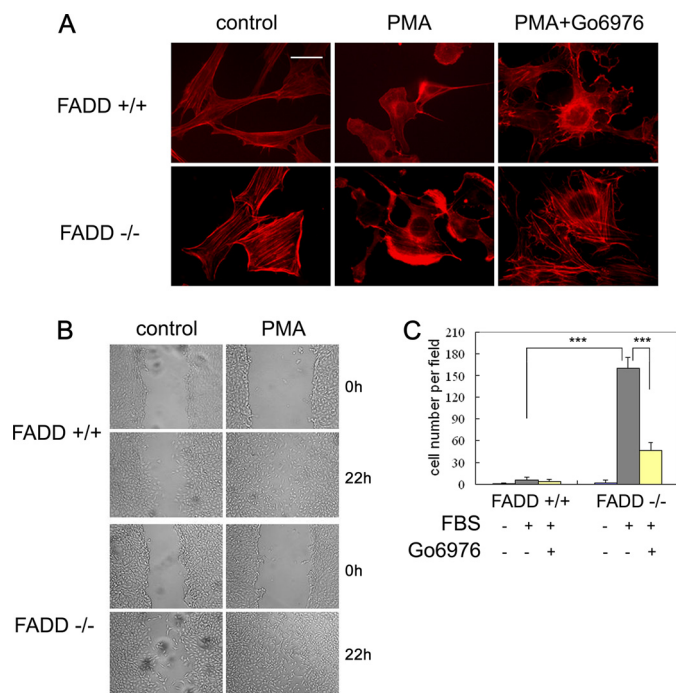 A
control PMA PMA+Go6976
FADD +/+
FADD -/-
B
control PMA
FADD +/+
0h
22h
FADD -/-
0h
22h
C
cell number per field
210
180
150
120
90
60
30
0
*** ***
FADD +/+ FADD -/-
FBS - + + - + +
Go6976 - - + - - +